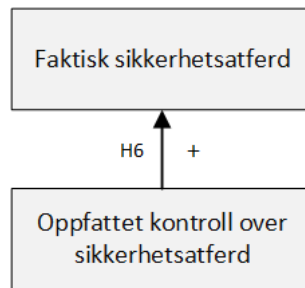 Faktisk sikkerhetsatferd
H6 +
Oppfattet kontroll over
sikkerhetsatferd